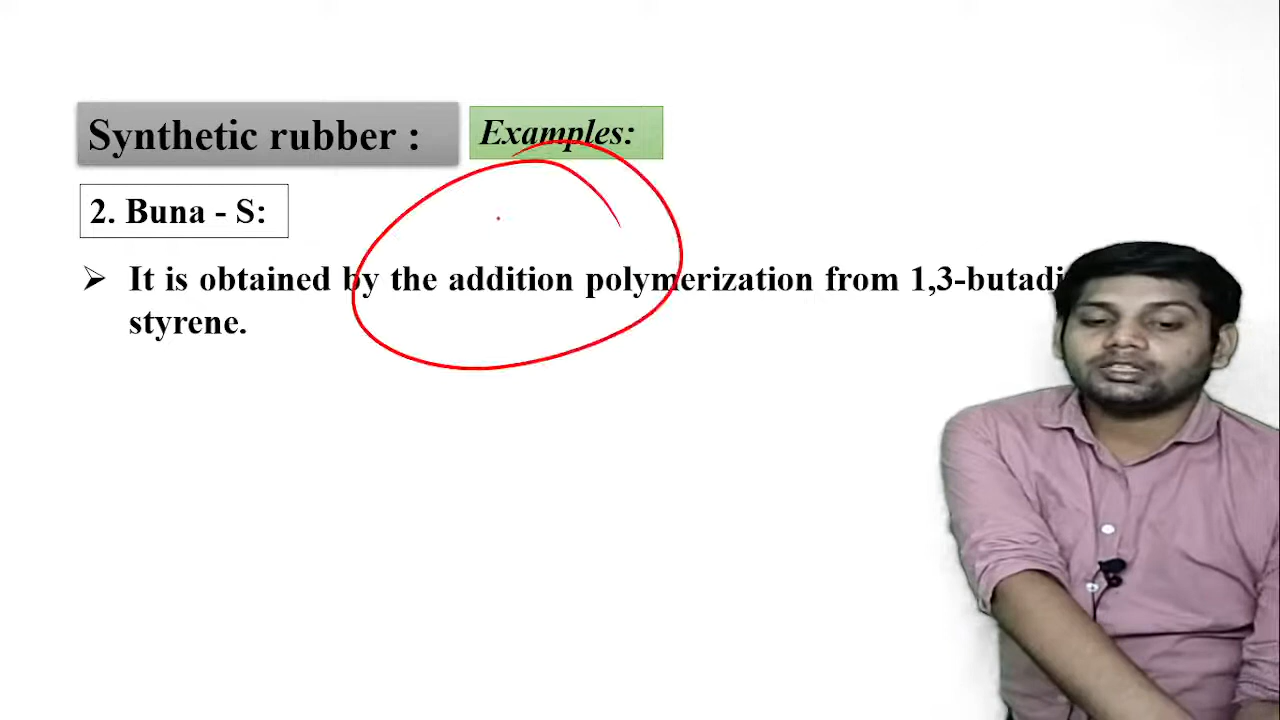 Synthetic rubber :
Examples:
2. Buna - S:
It is obtained by the addition polymerization from 1,3-butadi
styrene.